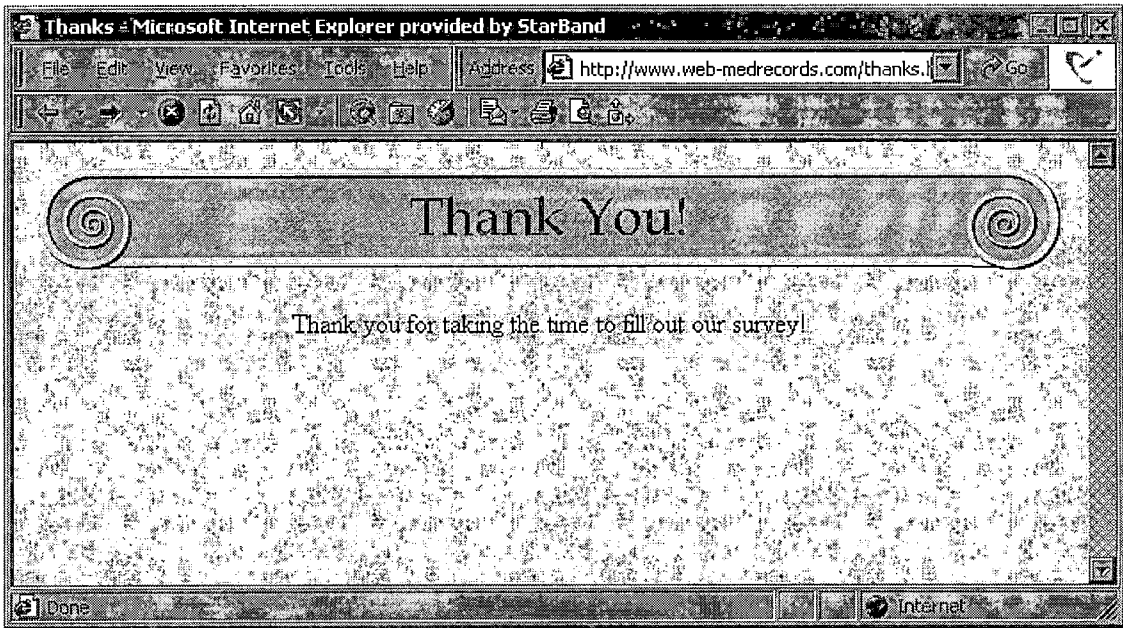 Thanks - Microsoft Internet Explorer provided by StarBand
File Edit View Favorites Tools Help Address http://www.web-medrecords.com/thanks. Go
Thank You!
Thank you for taking the time to fill out our survey!
Done Internet